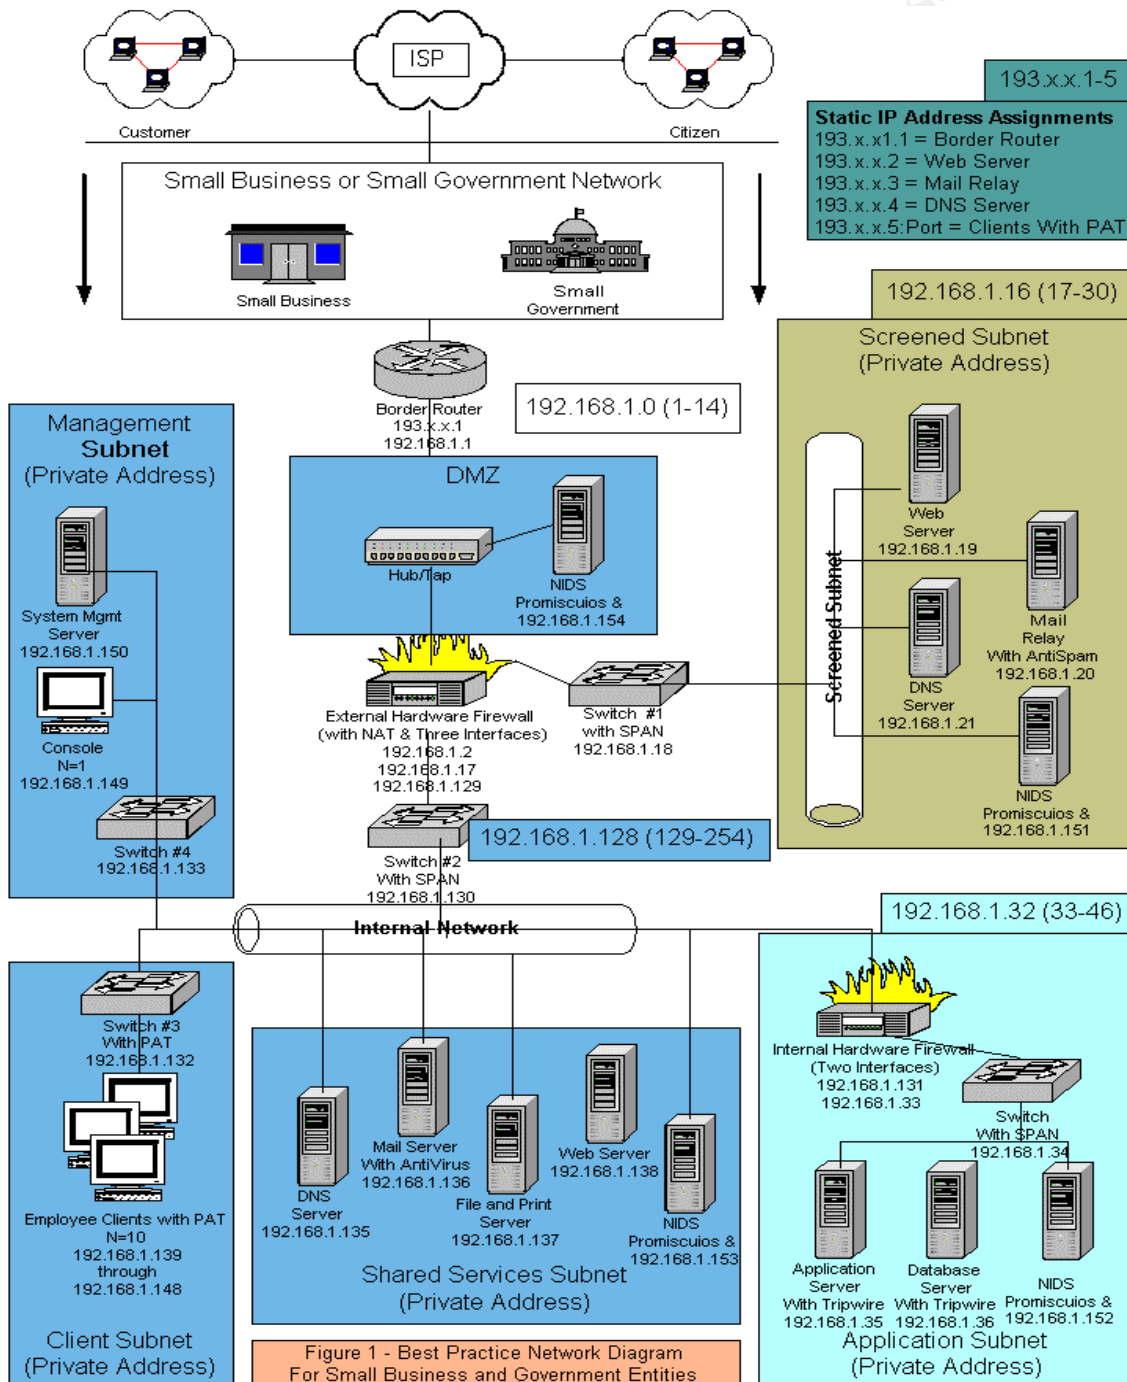 ISP
Customer
Citizen
193.x.x.1-5
Static IP Address Assignments
193.x.x1.1 = Border Router
193.x.x.2 = Web Server
193.x.x.3 = Mail Relay
193.x.x.4 = DNS Server
193.x.x.5:Port = Clients With PAT
Small Business or Small Government Network
Small Business
Small
Government
Border Router
193.x.x.1
192.168.1.1
192.168.1.0 (1-14)
192.168.1.16 (17-30)
Screened Subnet
(Private Address)
Screened Subnet
Web
Server
192.168.1.19
Mail
Relay
With AntiSpam
192.168.1.20
DNS
Server
192.168.1.21
NIDS
Promiscuios &
192.168.1.151
Management
Subnet
(Private Address)
System Mgmt
Server
192.168.1.150
Console
N=1
192.168.1.149
Switch #4
192.168.1.133
DMZ
Hub/Tap
NIDS
Promiscuios &
192.168.1.154
External Hardware Firewall
(with NAT & Three Interfaces)
192.168.1.2
192.168.1.17
192.168.1.129
Switch #1
with SPAN
192.168.1.18
192.168.1.128 (129-254)
Switch #2
With SPAN
192.168.1.130
Internal Network
192.168.1.32 (33-46)
Switch #3
With PAT
192.168.1.132
Employee Clients with PAT
N=10
192.168.1.139
through
192.168.1.148
Client Subnet
(Private Address)
DNS
Server
192.168.1.135
Mail Server
With AntiVirus
192.168.1.136
File and Print
Server
192.168.1.137
Web Server
192.168.1.138
NIDS
Promiscuios &
192.168.1.153
Shared Services Subnet
(Private Address)
Internal Hardware Firewall
(Two Interfaces)
192.168.1.131
192.168.1.33
Switch
With SPAN
192.168.1.34
Application
Server
With Tripwire
192.168.1.35
Database
Server
With Tripwire
192.168.1.36
NIDS
Promiscuios &
192.168.1.152
Application Subnet
(Private Address)
Figure 1 - Best Practice Network Diagram
For Small Business and Government Entities